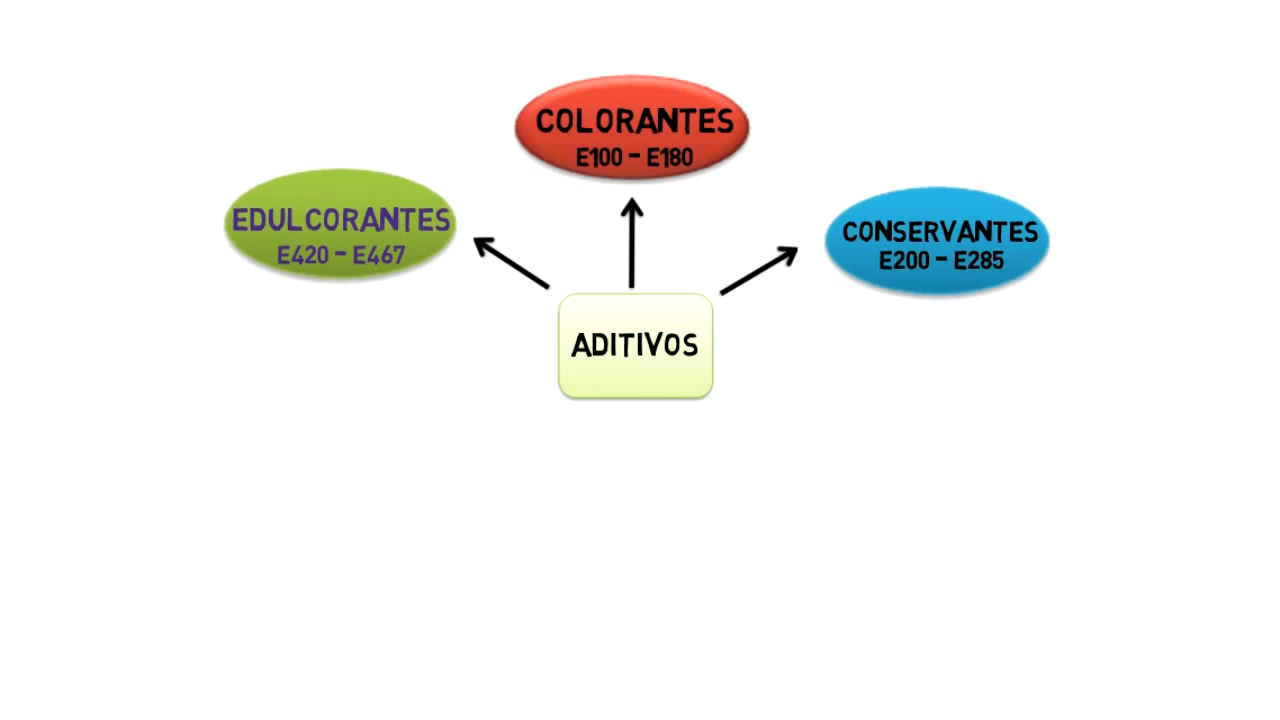 COLORANTES
E100 - E180
EDULCORANTES
E420 - E467
CONSERVANTES
E200 - E285
ADITIVOS